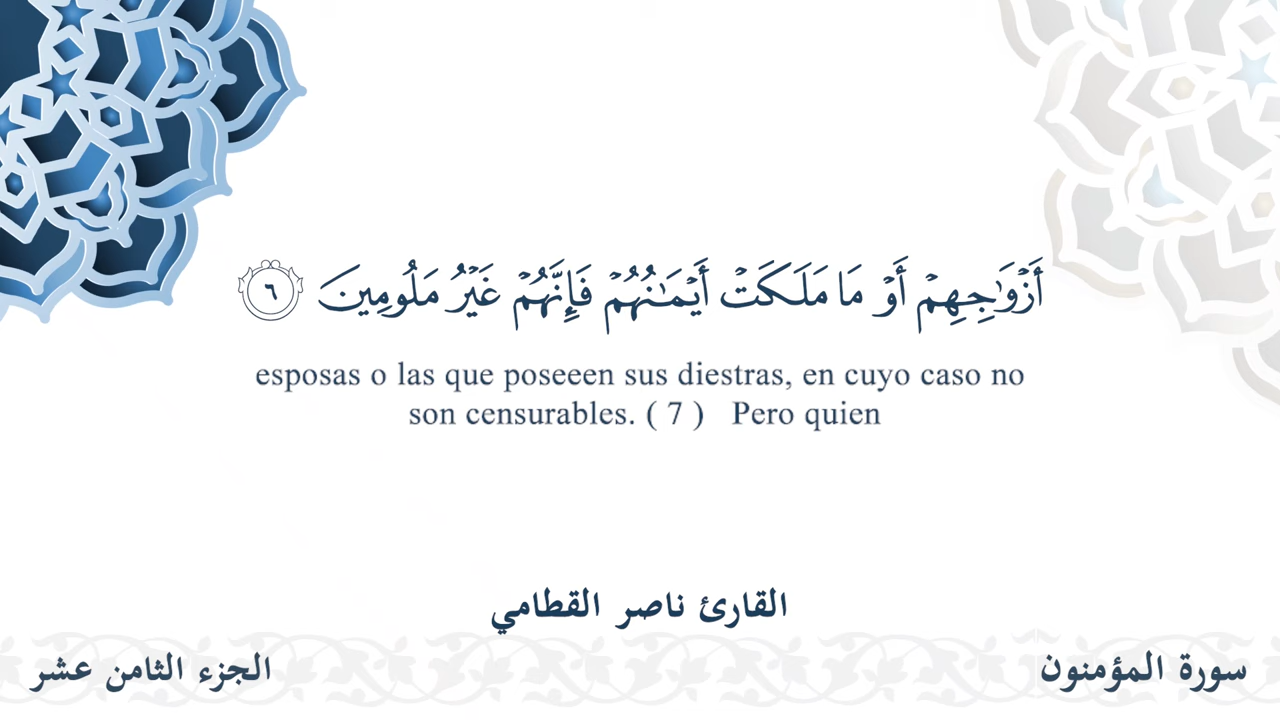 أَزۡوَٰجِهِمۡ أَوۡ مَا مَلَكَتۡ أَيۡمَٰنُهُمۡ فَإِنَّهُمۡ غَيۡرُ مَلُومِينَ ٦
esposas o las que poseeen sus diestras, en cuyo caso no
son censurables. ( 7 ) Pero quien
القارئ ناصر القطامي
سورة المؤمنون
الجزء الثامن عشر